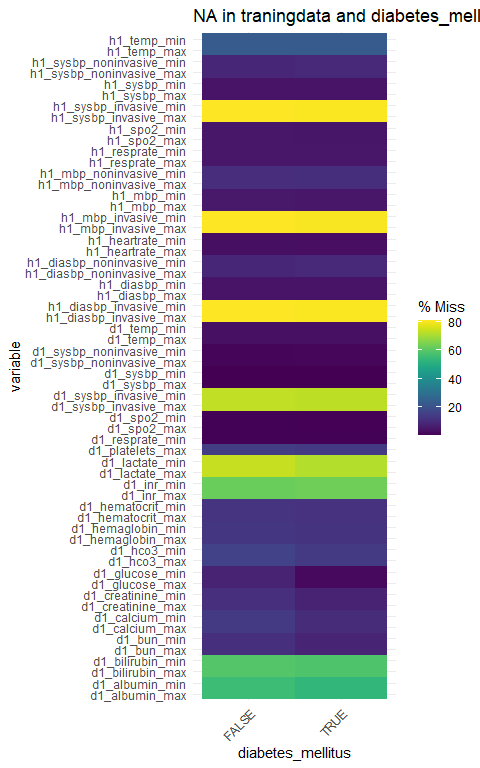 NA in traningdata and diabetes_mell
h1_temp_min
h1_temp_max
h1_sysbp_noninvasive_min
h1_sysbp_noninvasive_max
h1_sysbp_min
h1_sysbp_max
h1_sysbp_invasive_min
h1_sysbp_invasive_max
h1_spo2_min
h1_spo2_max
h1_resprate_min
h1_resprate_max
h1_mbp_noninvasive_min
h1_mbp_noninvasive_max
h1_mbp_min
h1_mbp_max
h1_mbp_invasive_min
h1_mbp_invasive_max
h1_heartrate_min
h1_heartrate_max
h1_diasbp_noninvasive_min
h1_diasbp_noninvasive_max
h1_diasbp_min
h1_diasbp_max
h1_diasbp_invasive_min
h1_diasbp_invasive_max
d1_temp_min
d1_temp_max
d1_sysbp_noninvasive_min
d1_sysbp_noninvasive_max
d1_sysbp_min
d1_sysbp_max
d1_sysbp_invasive_min
d1_sysbp_invasive_max
d1_spo2_min
d1_spo2_max
d1_resprate_min
d1_platelets_max
d1_lactate_min
d1_lactate_max
d1_inr_min
d1_inr_max
d1_hematocrit_min
d1_hematocrit_max
d1_hemaglobin_min
d1_hemaglobin_max
d1_hco3_min
d1_hco3_max
d1_glucose_min
d1_glucose_max
d1_creatinine_min
d1_creatinine_max
d1_calcium_min
d1_calcium_max
d1_bun_min
d1_bun_max
d1_bilirubin_min
d1_bilirubin_max
d1_albumin_min
d1_albumin_max
variable
FALSE
TRUE
diabetes_mellitus
% Miss
80
60
40
20